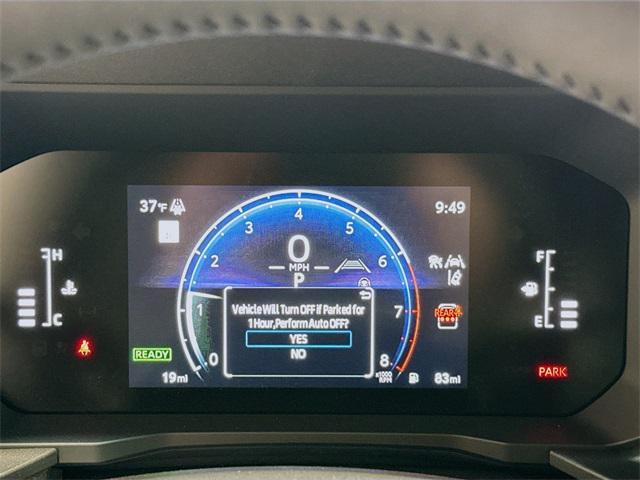 37°F
9:49
4
3
5
2
6
1
7
0
8
0
MPH
P
H
C
F
E
REAR
Vehicle Will Turn OFF if Parked for
1 Hour,Perform Auto OFF?
YES
NO
READY
19mi
x1000
RPM
83mi
PARK